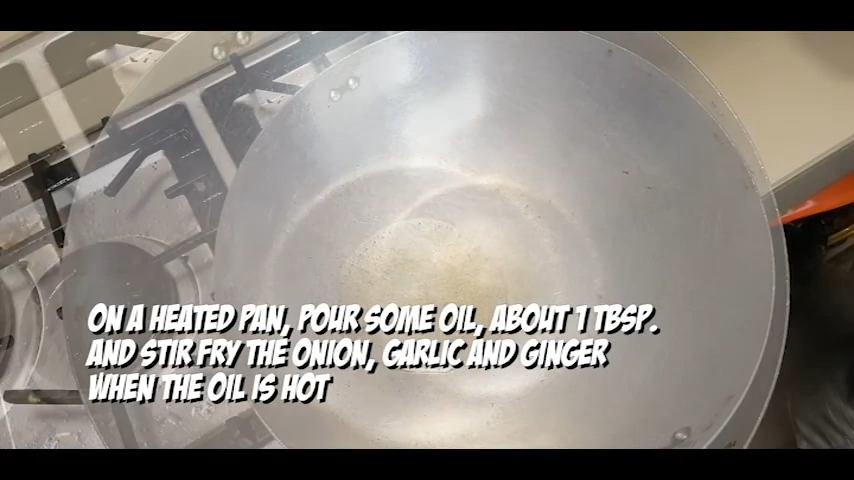 ON A HEATED PAN, POUR SOME OIL, ABOUT 1 TBSP.
AND STIR FRY THE ONION, GARLIC AND GINGER
WHEN THE OIL IS HOT